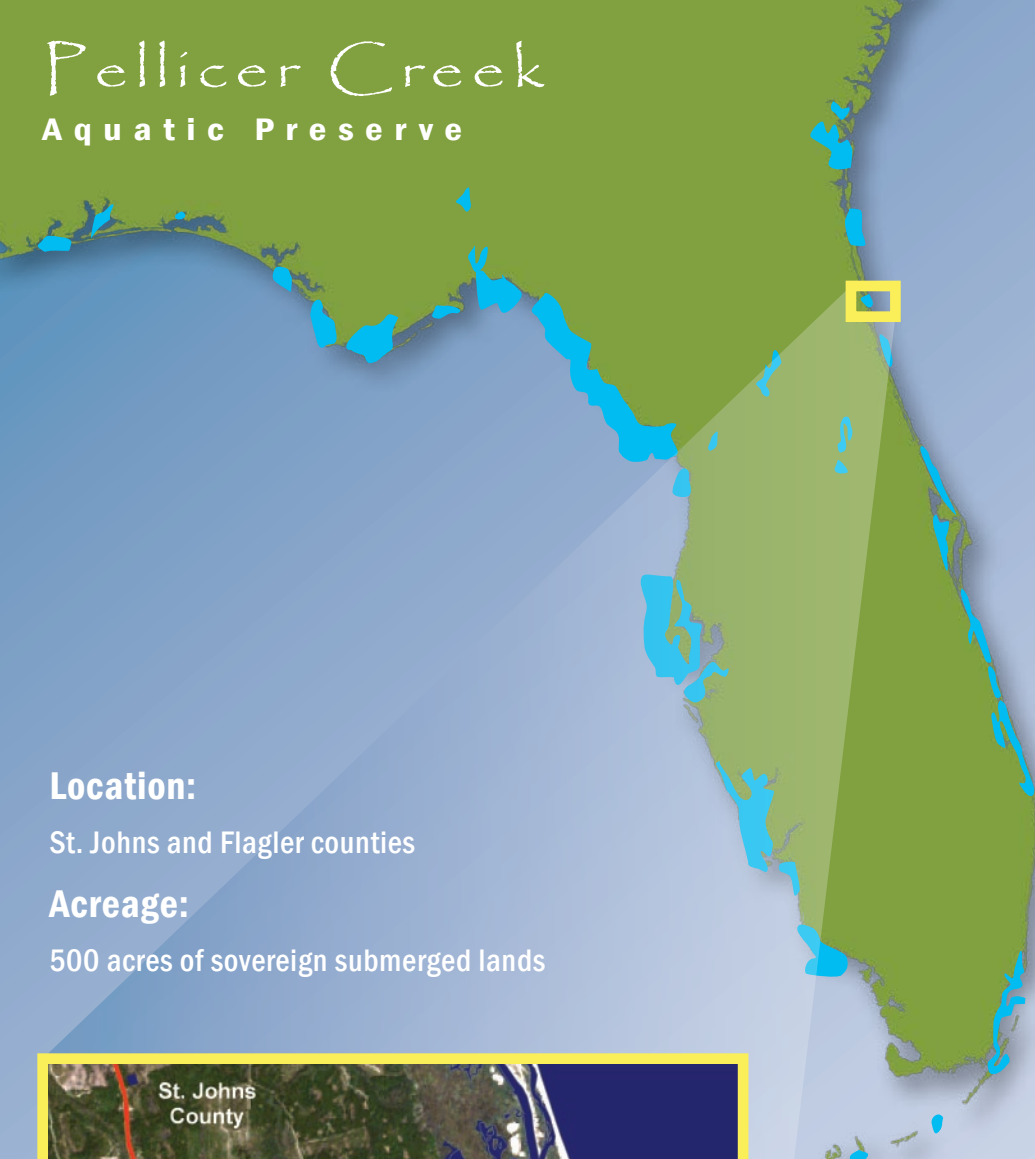 Pellicer Creek
Aquatic Preserve
Location:
St. Johns and Flagler counties
Acreage:
500 acres of sovereign submerged lands
St. Johns
County